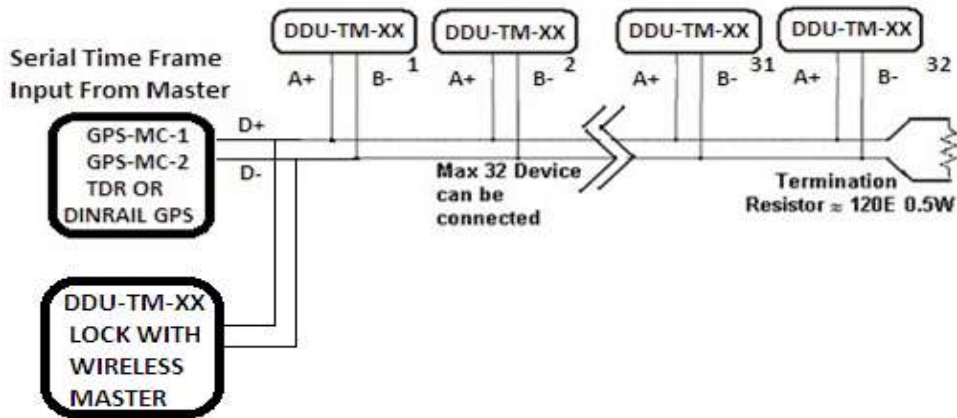 DDU-TM-XX
DDU-TM-XX
DDU-TM-XX
DDU-TM-XX
A+ B- 1
A+ B- 2
A+ B- 31
A+ B- 32
Serial Time Frame
Input From Master
D+
D-
GPS-MC-1
GPS-MC-2
TDR OR
DINRAIL GPS
Max 32 Device
can be
connected
Termination
Resistor ≈ 120E 0.5W
DDU-TM-XX
LOCK WITH
WIRELESS
MASTER